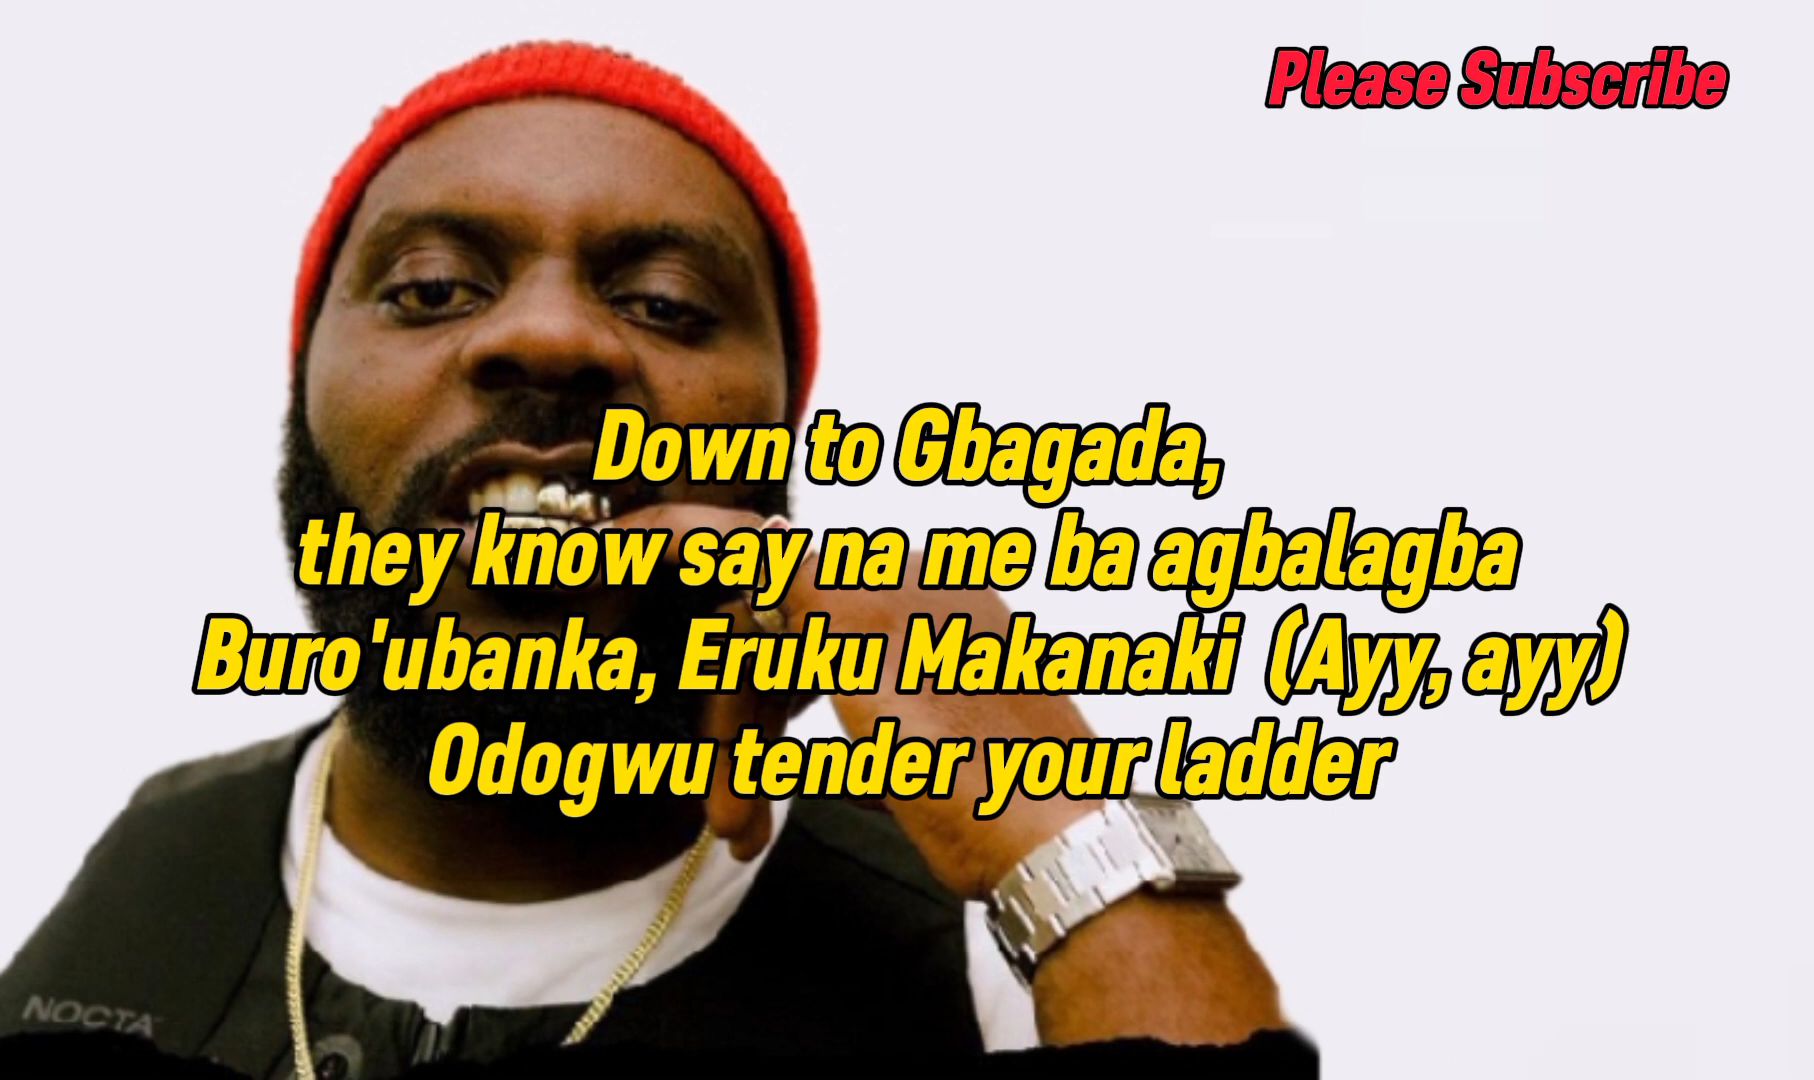 Please Subscribe
Down to Gbagada,
they know say na me ba agbalagba
Buro'ubanka, Eruku Makanaki (Ayy, ayy)
Odogwu tender your ladder
NOCTA